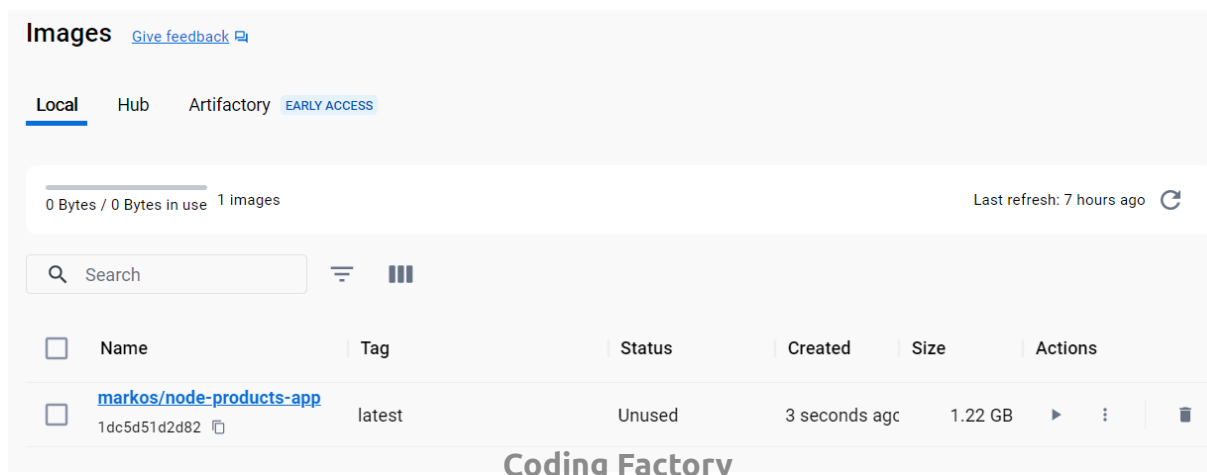 Images Give feedback
Local Hub Artifactory EARLY ACCESS
0 Bytes / 0 Bytes in use 1 images Last refresh: 7 hours ago
Search
Name Tag Status Created Size Actions
markos/node-products-app
1dc5d51d2d82 latest Unused 3 seconds ago 1.22 GB
Coding Factory